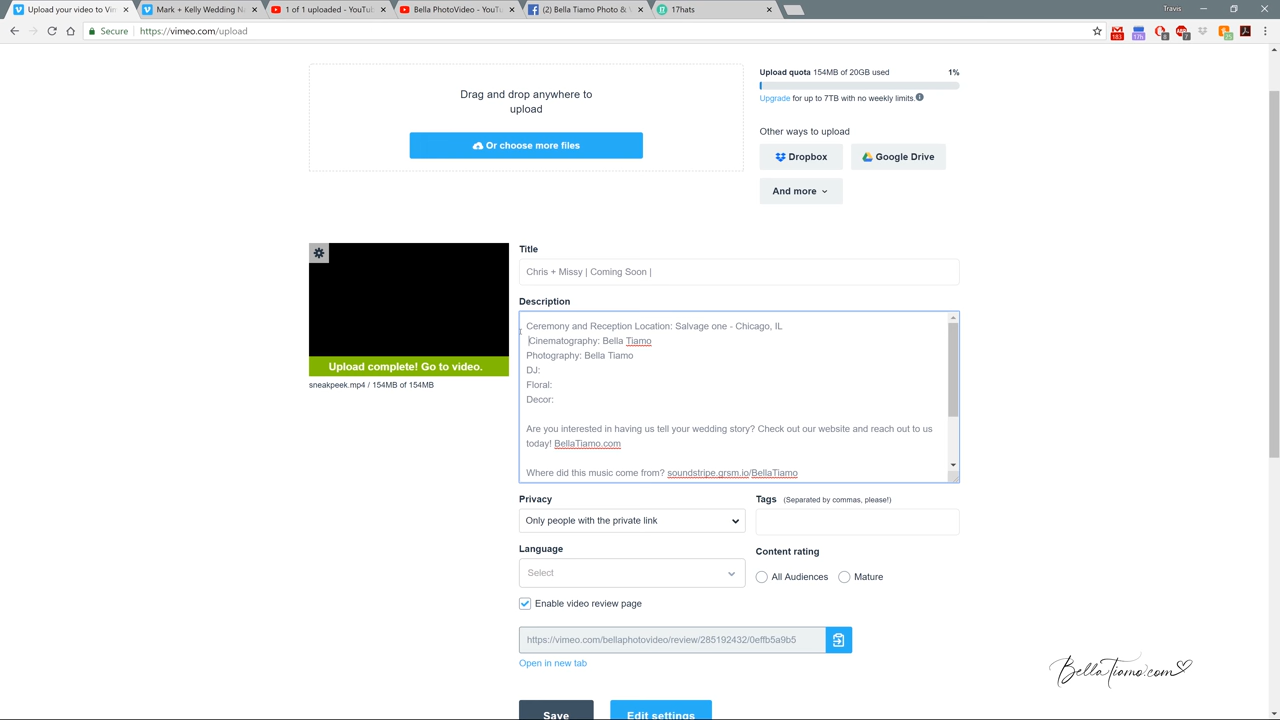 Upload your video to Vim
Mark + Kelly Wedding N
1 of 1 uploaded - YouTu
Bella PhotoVideo - YouTu
(2) Bella Tiamo Photo & V
17hats
Travis
Secure
https://vimeo.com/upload
183
17h
8
7
25
Drag and drop anywhere to
upload
Or choose more files
Upload quota 154MB of 20GB used 1%
Upgrade for up to 7TB with no weekly limits.
Other ways to upload
Dropbox
Google Drive
And more
Upload complete! Go to video.
sneakpeek.mp4 / 154MB of 154MB
Title
Chris + Missy | Coming Soon |
Description
Ceremony and Reception Location: Salvage one - Chicago, IL
Cinematography: Bella Tiamo
Photography: Bella Tiamo
DJ:
Floral:
Decor:
Are you interested in having us tell your wedding story? Check out our website and reach out to us
today! BellaTiamo.com
Where did this music come from? soundstripe.grsm.io/BellaTiamo
Privacy
Only people with the private link
Tags (Separated by commas, please!)
Language
Select
Content rating
All Audiences
Mature
Enable video review page
https://vimeo.com/bellaphotovideo/review/285192432/0effb5a9b5
Open in new tab
Save
Edit settings
BellaTiamo.com